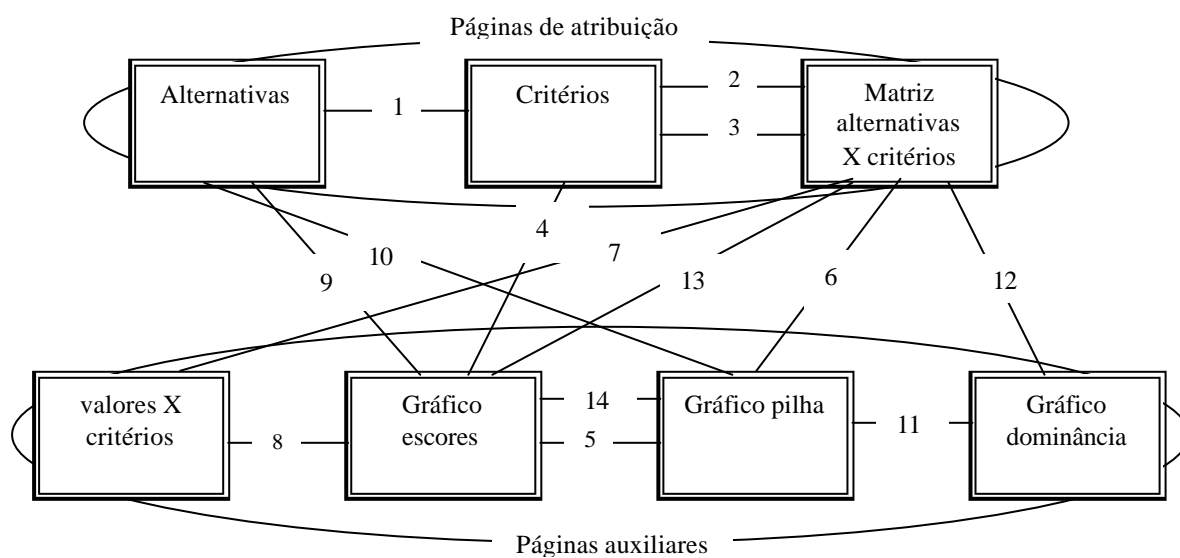 Páginas de atribuição
Alternativas
1
Critérios
2
3
Matriz
alternativas
X critérios
4
10
7
9
13
6
12
valores X
critérios
8
Gráfico
escores
14
5
Gráfico pilha
11
Gráfico
dominância
Páginas auxiliares